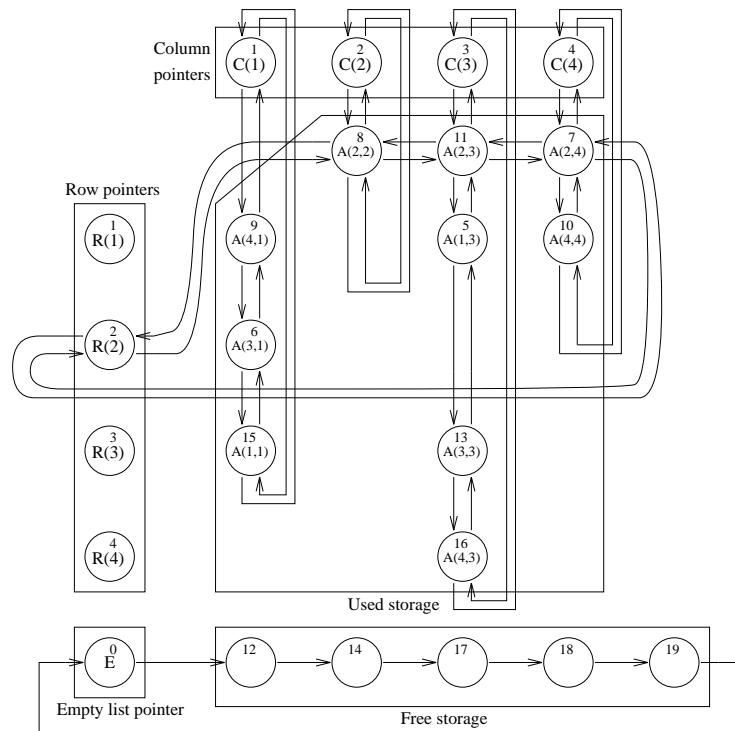 Column
pointers
1
C(1)
2
C(2)
3
C(3)
4
C(4)
8
A(2,2)
11
A(2,3)
7
A(2,4)
Row pointers
1
R(1)
9
A(4,1)
5
A(1,3)
10
A(4,4)
2
R(2)
6
A(3,1)
3
R(3)
15
A(1,1)
13
A(3,3)
4
R(4)
16
A(4,3)
Used storage
0
E
12
14
17
18
19
Empty list pointer
Free storage